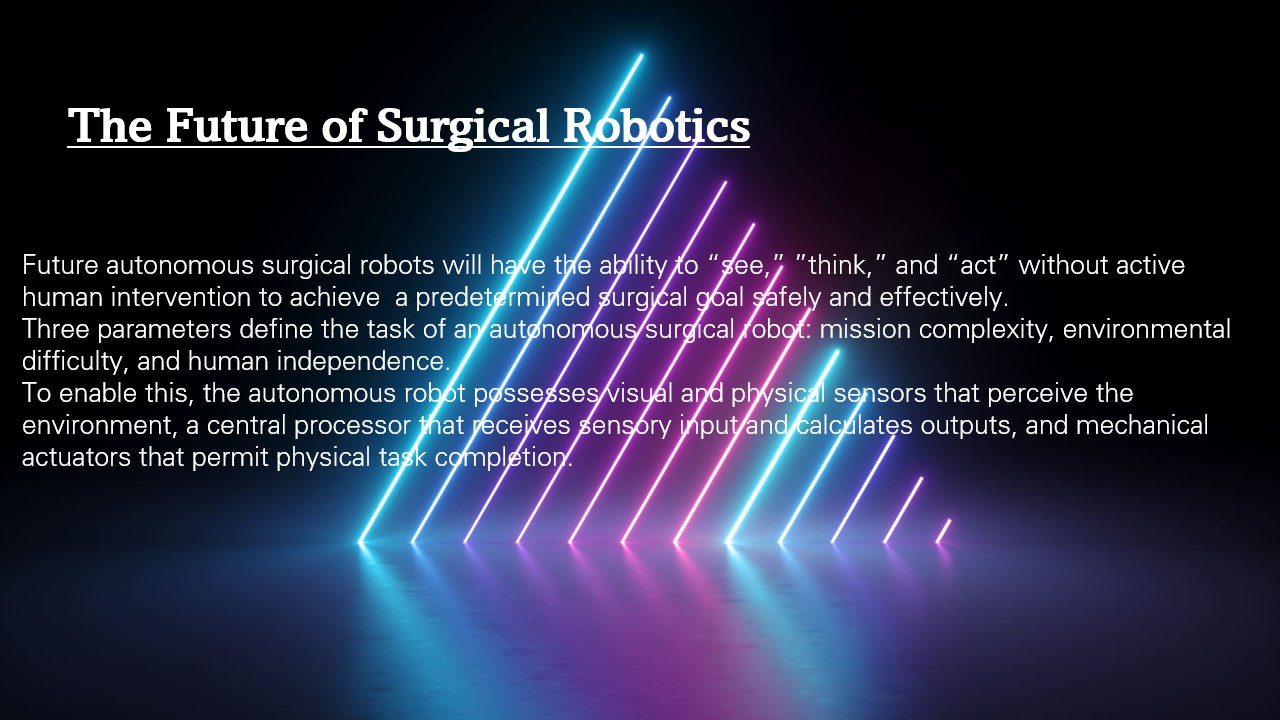 The Future of Surgical Robotics
Future autonomous surgical robots will have the ability to “see,” ”think,” and “act” without active
human intervention to achieve  a predetermined surgical goal safely and effectively.
Three parameters define the task of an autonomous surgical robot: mission complexity, environmental
difficulty, and human independence.
To enable this, the autonomous robot possesses visual and physical sensors that perceive the
environment, a central processor that receives sensory input and calculates outputs, and mechanical
actuators that permit physical task completion.